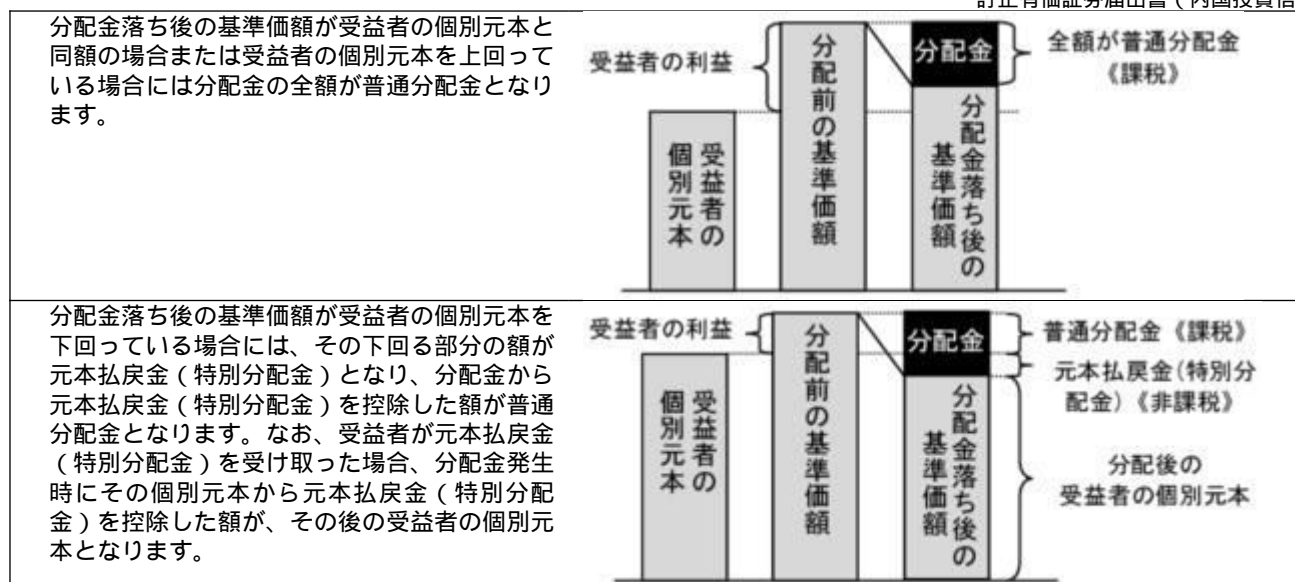 訂正有価証券届出書(内国投資信
分配金落ち後の基準価額が受益者の個別元本と
同額の場合または受益者の個別元本を上回って
いる場合には分配金の全額が普通分配金となり
ます。
受益者の利益
受益者の
個別元本
分配前の基準価額
分配金
分配金落ち後の
基準価額
全額が普通分配金
《課税》
分配金落ち後の基準価額が受益者の個別元本を
下回っている場合には、その下回る部分の額が
元本払戻金(特別分配金)となり、分配金から
元本払戻金(特別分配金)を控除した額が普通
分配金となります。なお、受益者が元本払戻金
(特別分配金)を受け取った場合、分配金発生
時にその個別元本から元本払戻金(特別分配
金)を控除した額が、その後の受益者の個別元
本となります。
受益者の利益
受益者の
個別元本
分配前の基準価額
分配金
分配金落ち後の
基準価額
普通分配金《課税》
元本払戻金(特別分
配金)《非課税》
分配後の
受益者の個別元本